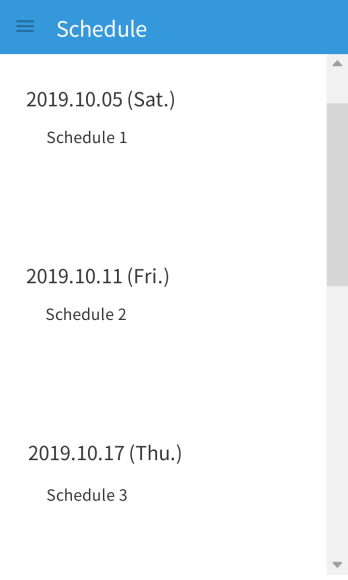 Schedule
2019.10.05 (Sat.)
Schedule 1
2019.10.11 (Fri.)
Schedule 2
2019.10.17 (Thu.)
Schedule 3